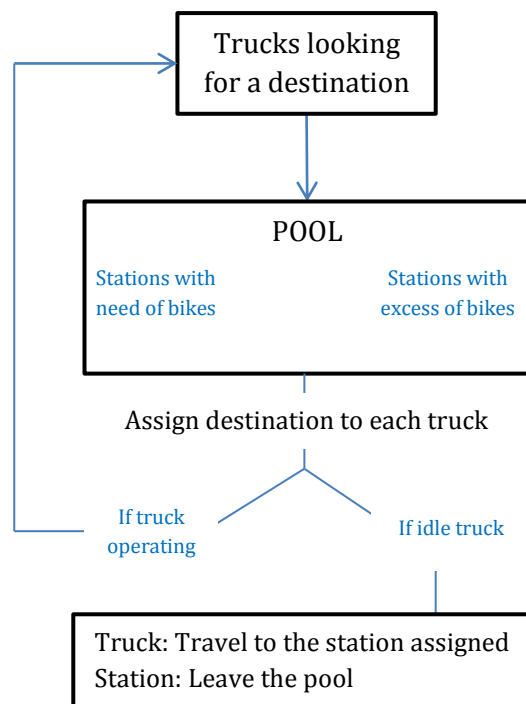 Trucks looking
for a destination
POOL
Stations with
need of bikes
Stations with
excess of bikes
Assign destination to each truck
If truck
operating
If idle truck
Truck: Travel to the station assigned
Station: Leave the pool